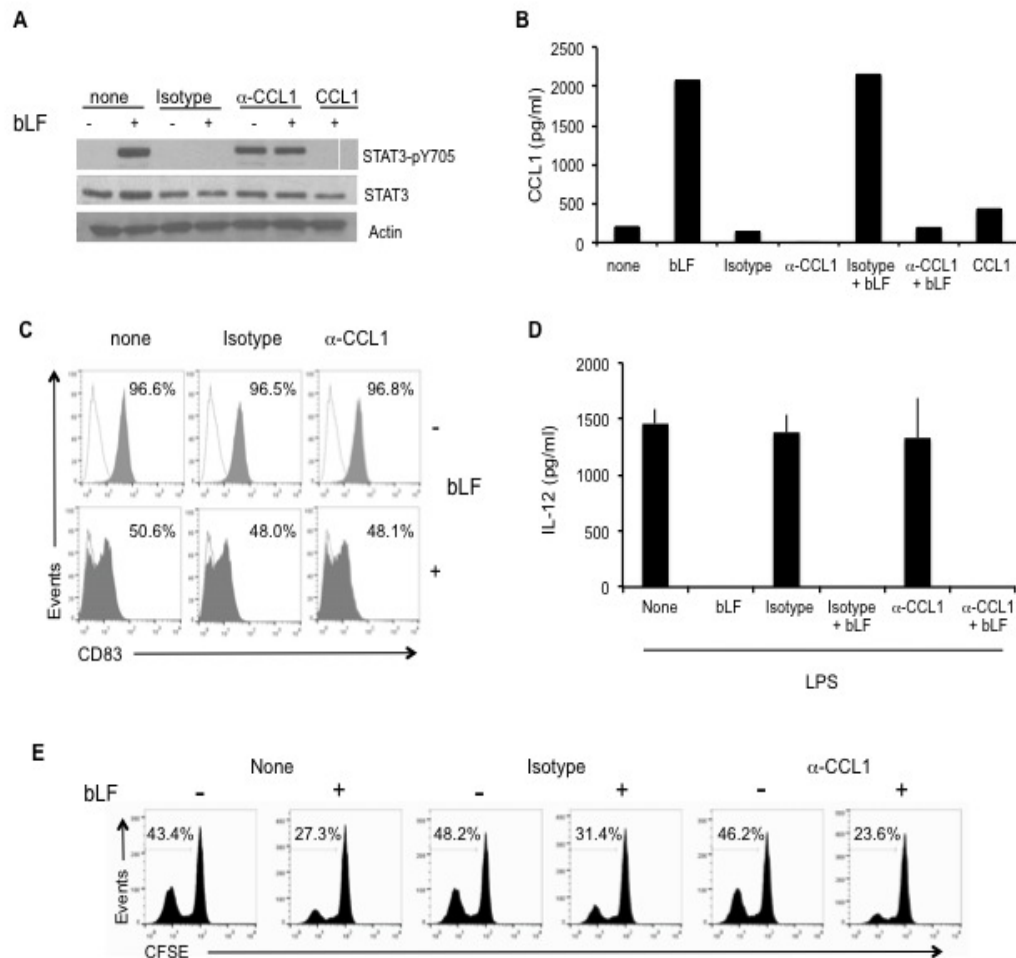 A
none Isotype α-CCL1 CCL1
bLF - + - + - + +
STAT3-pY705
STAT3
Actin
B
CCL1 (pg/ml)
2500
2000
1500
1000
500
0
none bLF Isotype α-CCL1 Isotype + bLF α-CCL1 + bLF CCL1
C
none Isotype α-CCL1
96.6% 96.5% 96.8%
-
bLF
50.6% 48.0% 48.1%
+
Events
CD83
D
IL-12 (pg/ml)
2000
1500
1000
500
0
None bLF Isotype Isotype + bLF α-CCL1 α-CCL1 + bLF
LPS
E
None Isotype α-CCL1
bLF - + - + - +
43.4% 27.3% 48.2% 31.4% 46.2% 23.6%
Events
CFSE